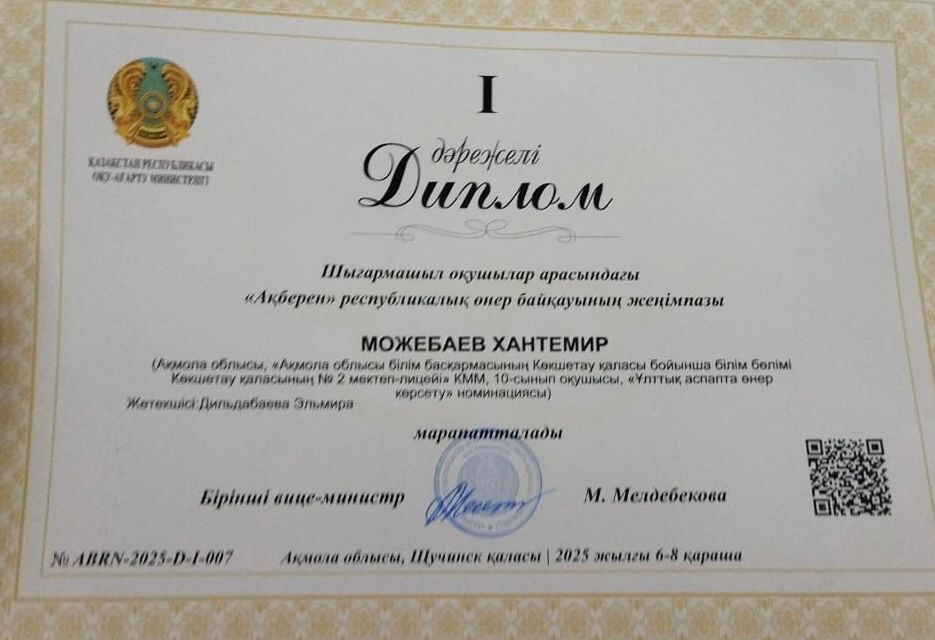 I
дәрежелі
Диплом
ҚАЗАҚСТАН РЕСПУБЛИКАСЫ
ОҚУ-АҒАРТУ МИНИСТРЛІГІ
Шығармашыл оқушылар арасындағы
«Ақберен» республикалық өнер байқауының жеңімпазы
МОЖЕБАЕВ ХАНТЕМИР
(Ақмола облысы, «Ақмола облысы білім басқармасының Көкшетау қаласы бойынша білім бөлімі
Көкшетау қаласының № 2 мектеп-лицейі» КММ, 10-сынып оқушысы, «Ұлттық аспапта өнер
көрсету» номинациясы)
Жетекшісі:Дильдабаева Эльмира
марапатталады
Бірінші вице-министр
М. Мелдебекова
№ ABRN-2025-D-I-007
Ақмола облысы, Щучинск қаласы | 2025 жылғы 6-8 қараша